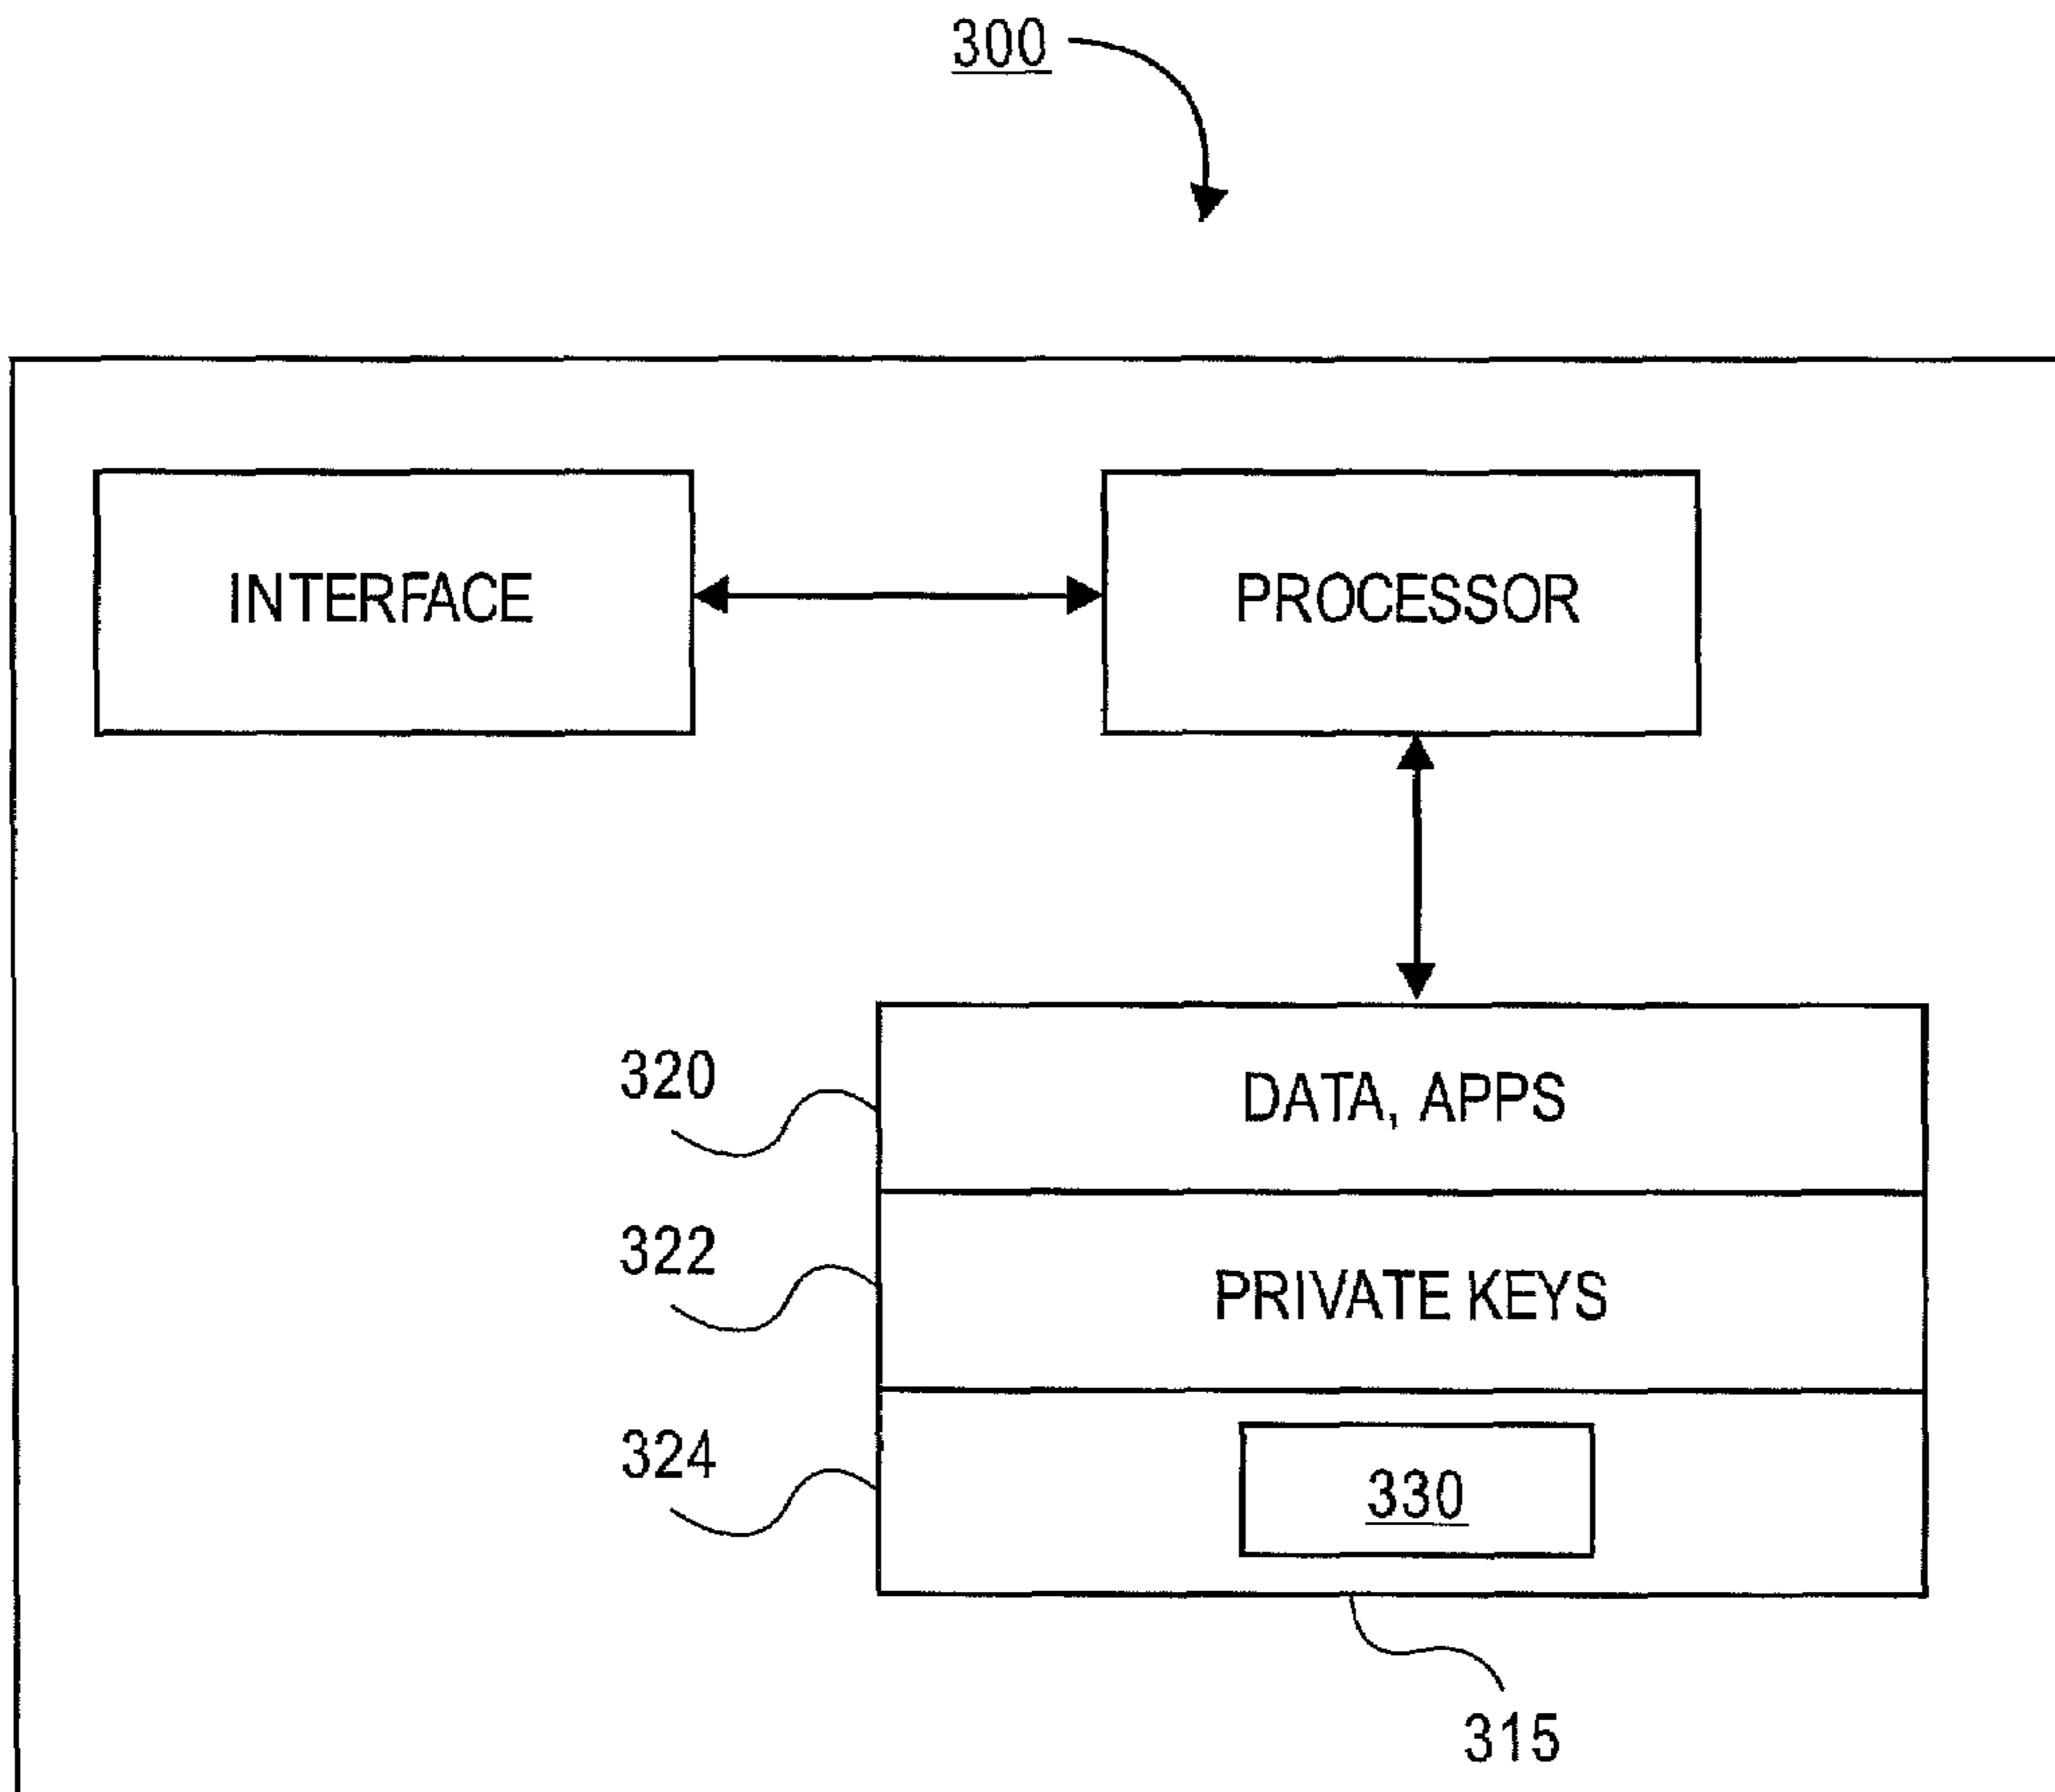 300
INTERFACE
PROCESSOR
320
DATA, APPS
322
PRIVATE KEYS
324
330
315